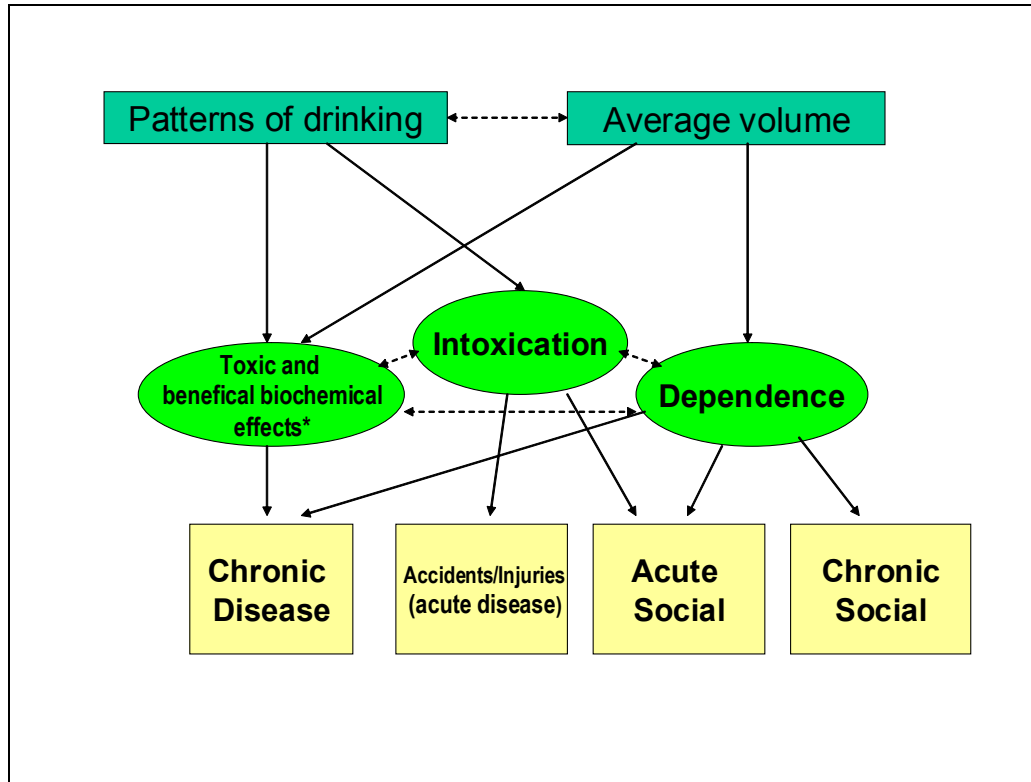 Patterns of drinking
Average volume
Intoxication
Toxic and
benefical biochemical
effects*
Dependence
Chronic
Disease
Accidents/Injuries
(acute disease)
Acute
Social
Chronic
Social